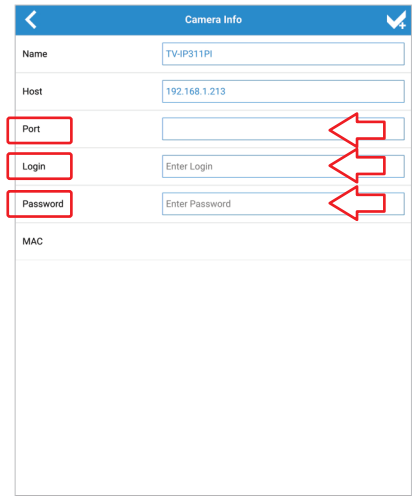 Camera Info
Name TV-IP311PI
Host 192.168.1.213
Port
Login Enter Login
Password Enter Password
MAC